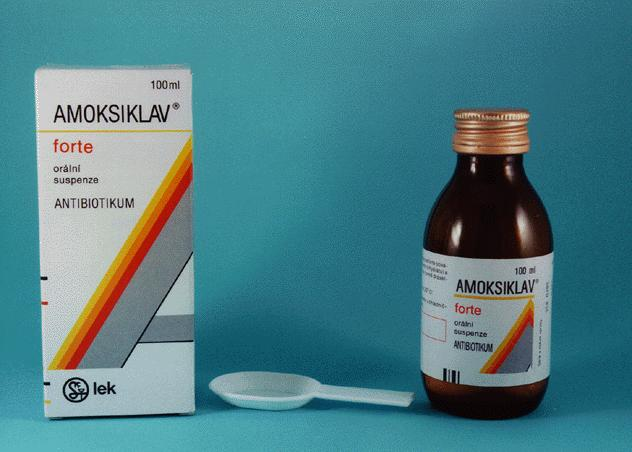 100ml
AMOKSIKLAV®
forte
orální
suspenze
ANTIBIOTIKUM
lek
100 ml
AMOKSIKLAV®
forte
orální
suspenze
ANTIBIOTIKUM